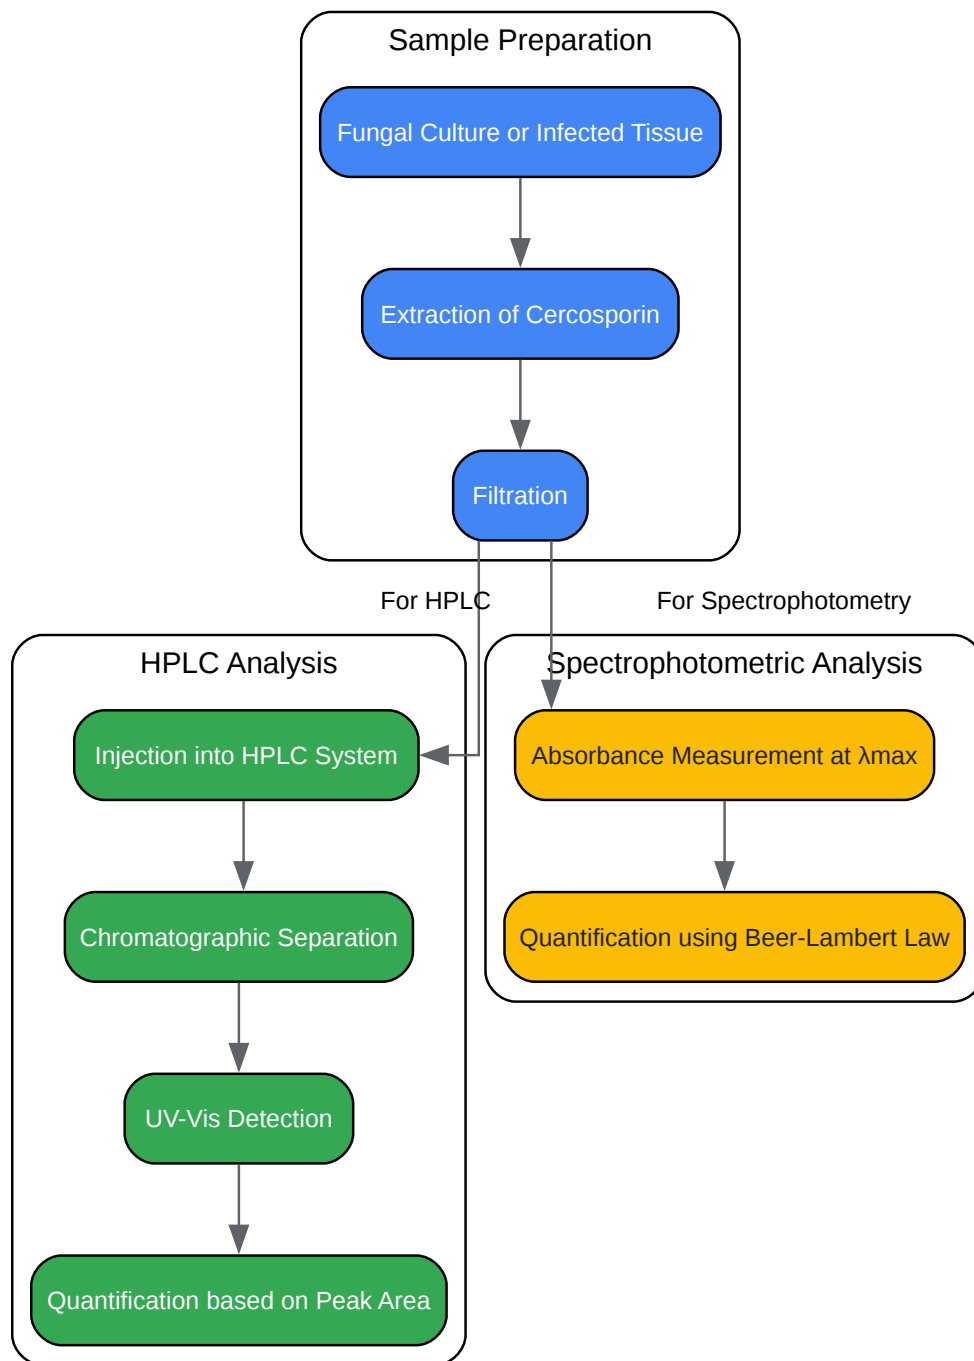 Sample Preparation
Fungal Culture or Infected Tissue
Extraction of Cercosporin
Filtration
For HPLC
For Spectrophotometry
HPLC Analysis
Injection into HPLC System
Chromatographic Separation
UV-Vis Detection
Quantification based on Peak Area
Spectrophotometric Analysis
Absorbance Measurement at λmax
Quantification using Beer-Lambert Law